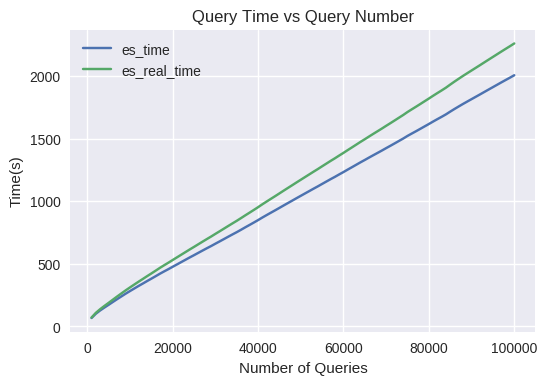 Query Time vs Query Number
es_time
es_real_time
Time(s)
2000
1500
1000
500
0
0 20000 40000 60000 80000 100000
Number of Queries